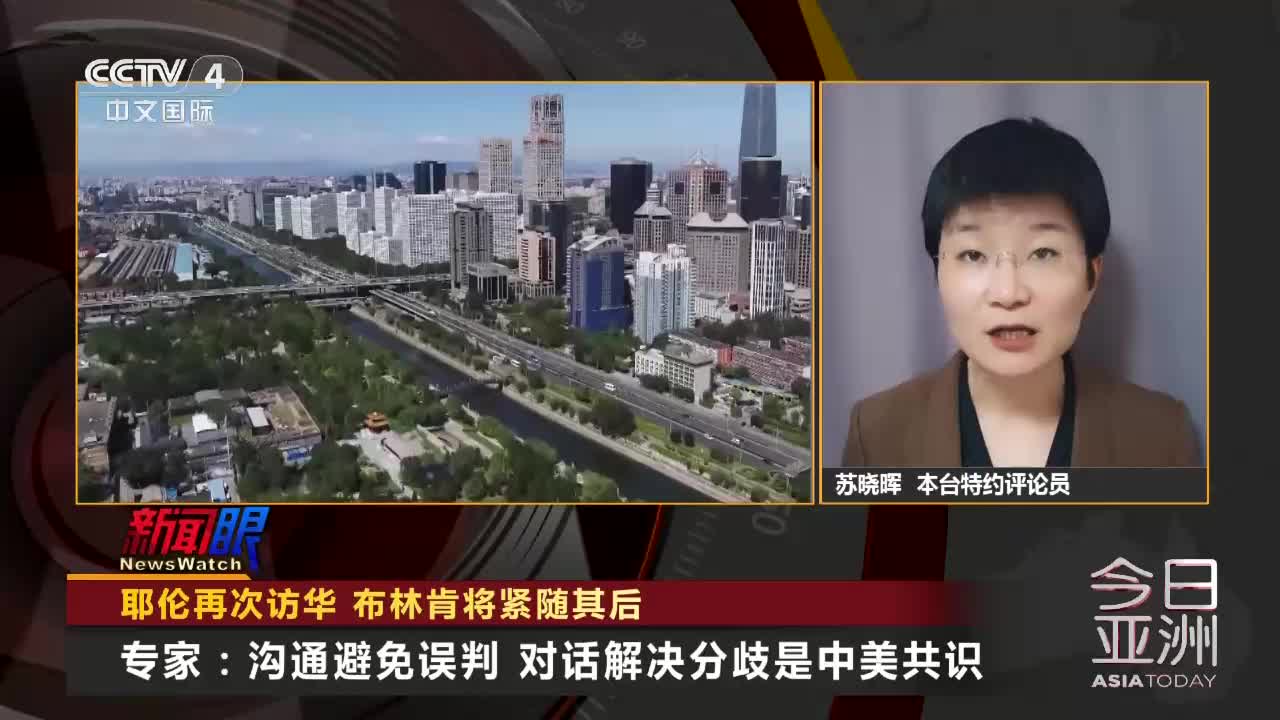 CCTV 4
中文国际
苏晓晖 本台特约评论员
新闻眼
NewsWatch
耶伦再次访华 布林肯将紧随其后
专家：沟通避免误判 对话解决分歧是中美共识
今日
亚洲
ASIA TODAY